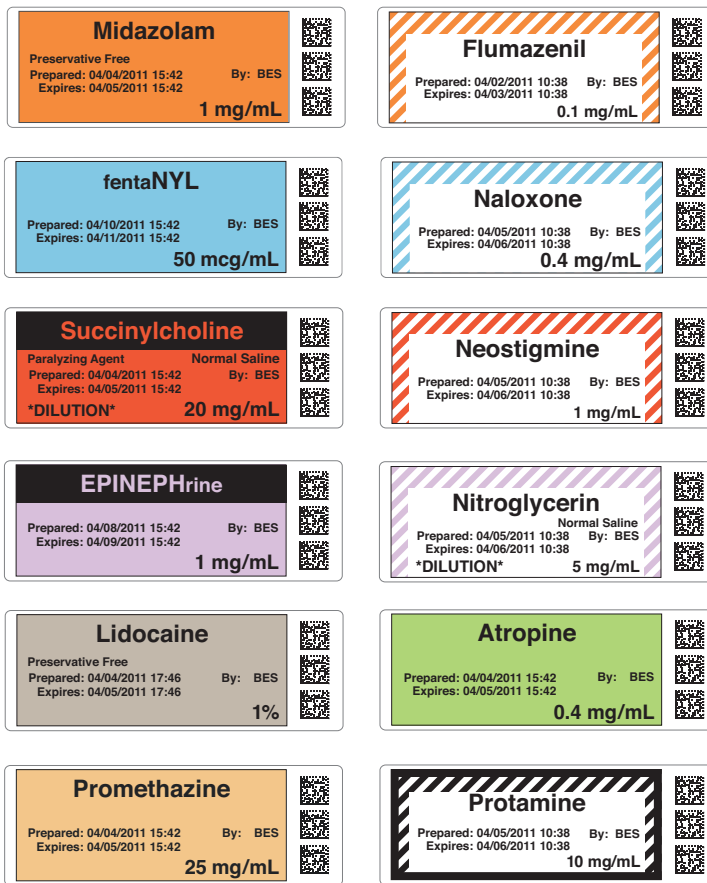 Midazolam
Preservative Free
Prepared: 04/04/2011 15:42 By: BES
Expires: 04/05/2011 15:42
1 mg/mL
Flumazenil
Prepared: 04/02/2011 10:38 By: BES
Expires: 04/03/2011 10:38
0.1 mg/mL
fentaNYL
Prepared: 04/10/2011 15:42 By: BES
Expires: 04/11/2011 15:42
50 mcg/mL
Naloxone
Prepared: 04/05/2011 10:38 By: BES
Expires: 04/06/2011 10:38
0.4 mg/mL
Succinylcholine
Paralyzing Agent Normal Saline
Prepared: 04/04/2011 15:42 By: BES
Expires: 04/05/2011 15:42
*DILUTION* 20 mg/mL
Neostigmine
Prepared: 04/05/2011 10:38 By: BES
Expires: 04/06/2011 10:38
1 mg/mL
EPINEPHrine
Prepared: 04/08/2011 15:42 By: BES
Expires: 04/09/2011 15:42
1 mg/mL
Nitroglycerin
Normal Saline
Prepared: 04/05/2011 10:38 By: BES
Expires: 04/06/2011 10:38
*DILUTION* 5 mg/mL
Lidocaine
Preservative Free
Prepared: 04/04/2011 17:46 By: BES
Expires: 04/05/2011 17:46
1%
Atropine
Prepared: 04/04/2011 15:42 By: BES
Expires: 04/05/2011 15:42
0.4 mg/mL
Promethazine
Prepared: 04/04/2011 15:42 By: BES
Expires: 04/05/2011 15:42
25 mg/mL
Protamine
Prepared: 04/05/2011 10:38 By: BES
Expires: 04/06/2011 10:38
10 mg/mL